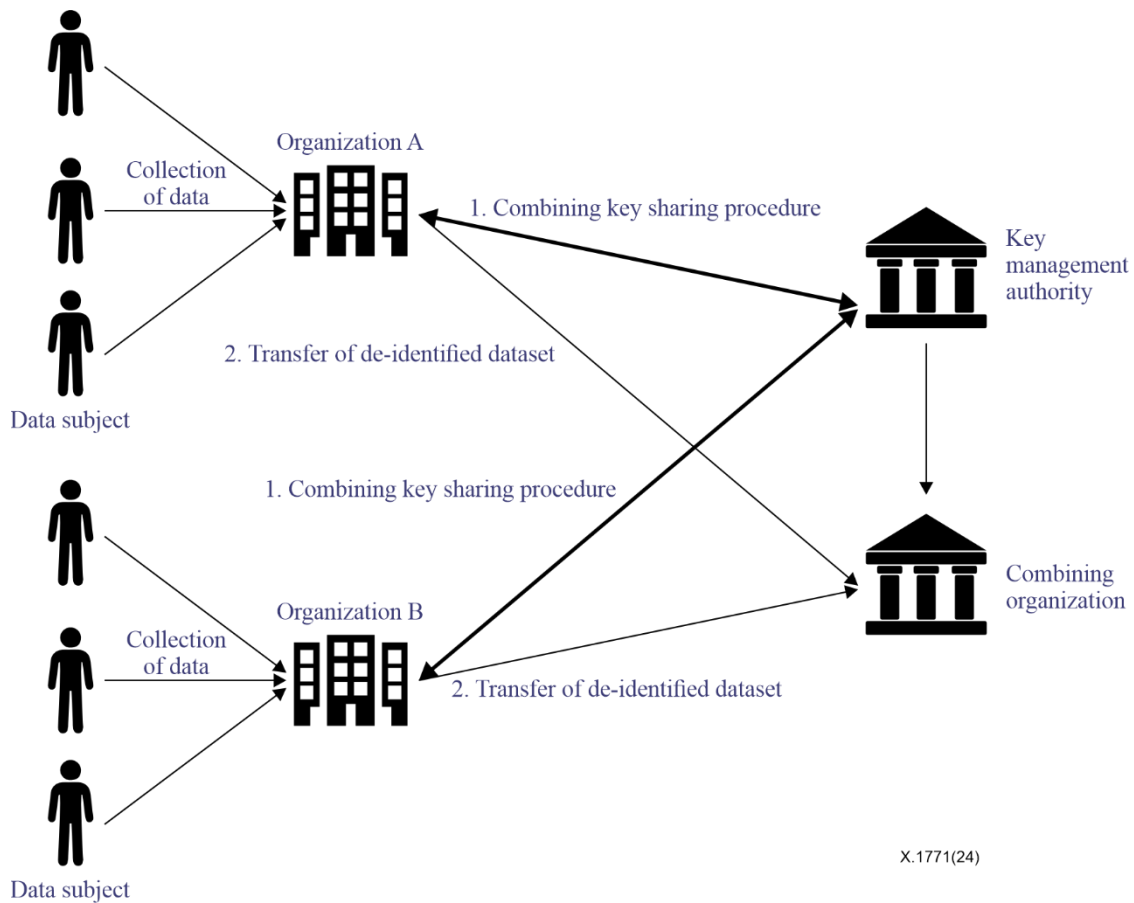 Organization A
Collection
of data
1. Combining key sharing procedure
Key
management
authority
2. Transfer of de-identified dataset
Data subject
1. Combining key sharing procedure
Combining
organization
Organization B
Collection
of data
2. Transfer of de-identified dataset
X.1771(24)
Data subject